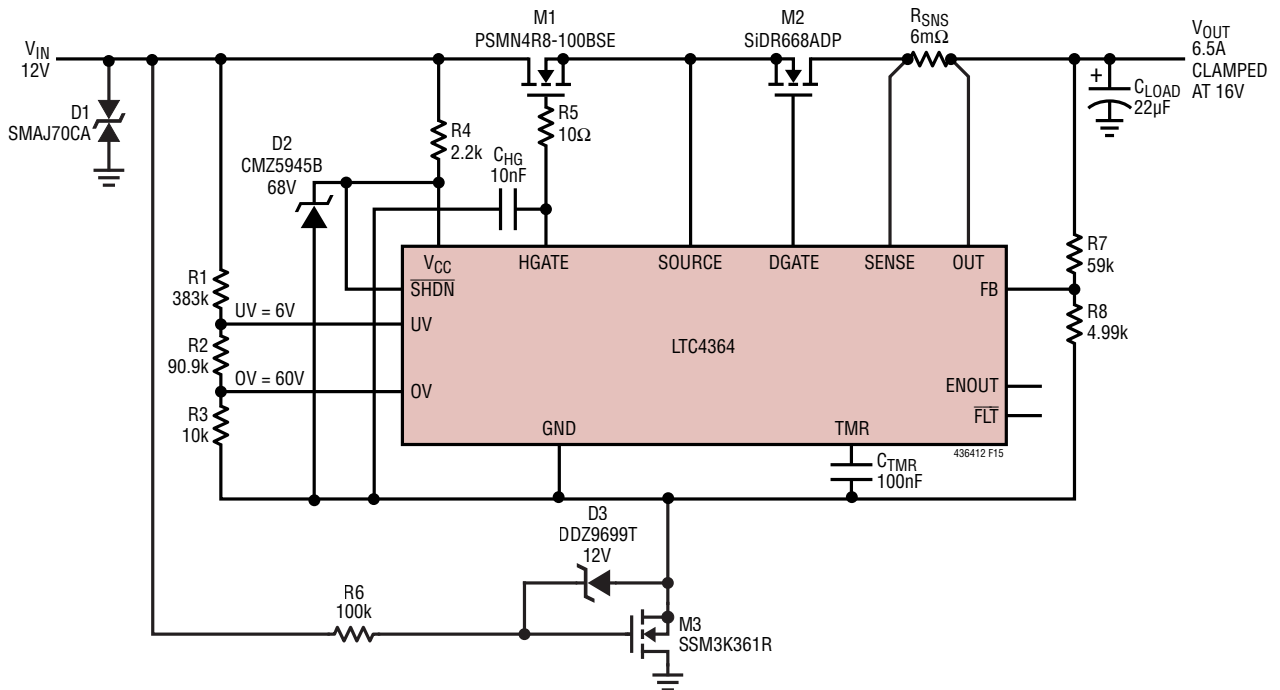 V_IN
12V
D1
SMAJ70CA
M1
PSMN4R8-100BSE
M2
SiDR668ADP
R_SNS
6mΩ
V_OUT
6.5A
CLAMPED
AT 16V
+
C_LOAD
22µF
R4
2.2k
R5
10Ω
C_HG
10nF
D2
CMZ5945B
68V
V_CC
HGATE
SOURCE
DGATE
SENSE
OUT
SHDN
FB
UV
OV
LTC4364
ENOUT
FLT
GND
TMR
R1
383k
UV = 6V
R2
90.9k
OV = 60V
R3
10k
R7
59k
R8
4.99k
436412 F15
C_TMR
100nF
D3
DDZ9699T
12V
R6
100k
M3
SSM3K361R